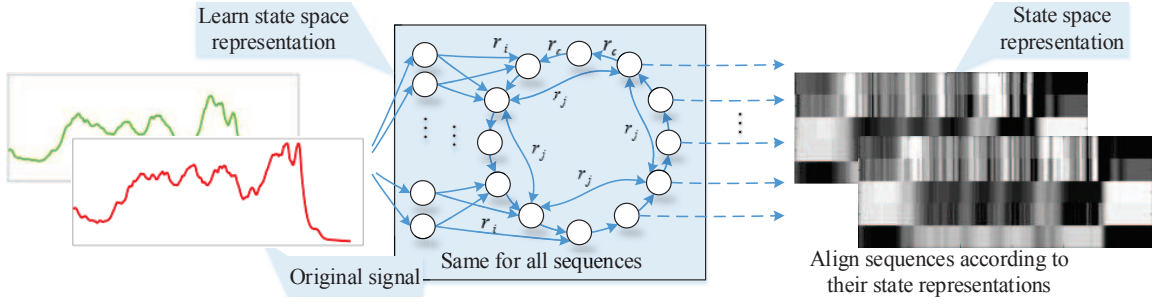 Learn state space
representation
State space
representation
r_i
r_c
r_c
r_j
r_j
r_j
r_j
r_i
Original signal
Same for all sequences
Align sequences according to
their state representations